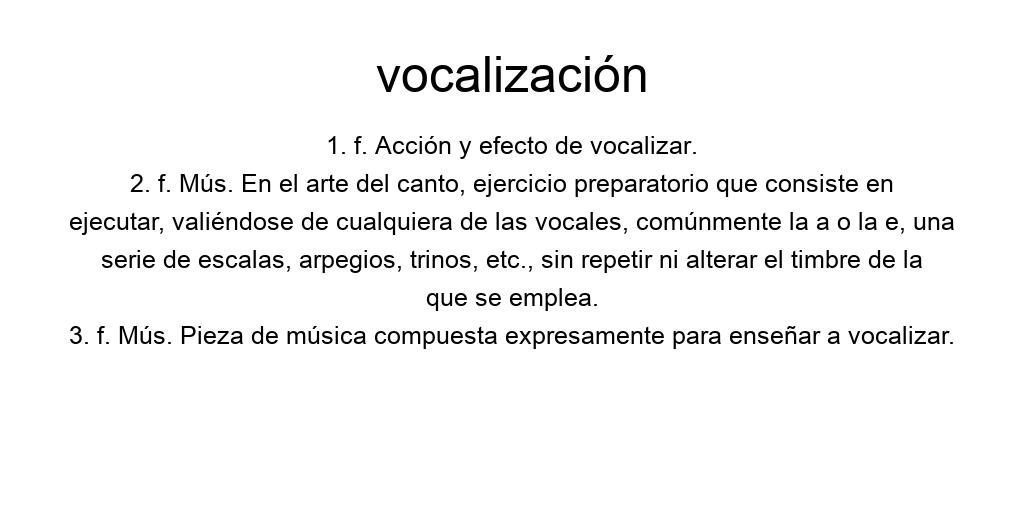 vocalización
1. f. Acción y efecto de vocalizar.
2. f. Mús. En el arte del canto, ejercicio preparatorio que consiste en
ejecutar, valiéndose de cualquiera de las vocales, comúnmente la a o la e, una
serie de escalas, arpegios, trinos, etc., sin repetir ni alterar el timbre de la
que se emplea.
3. f. Mús. Pieza de música compuesta expresamente para enseñar a vocalizar.